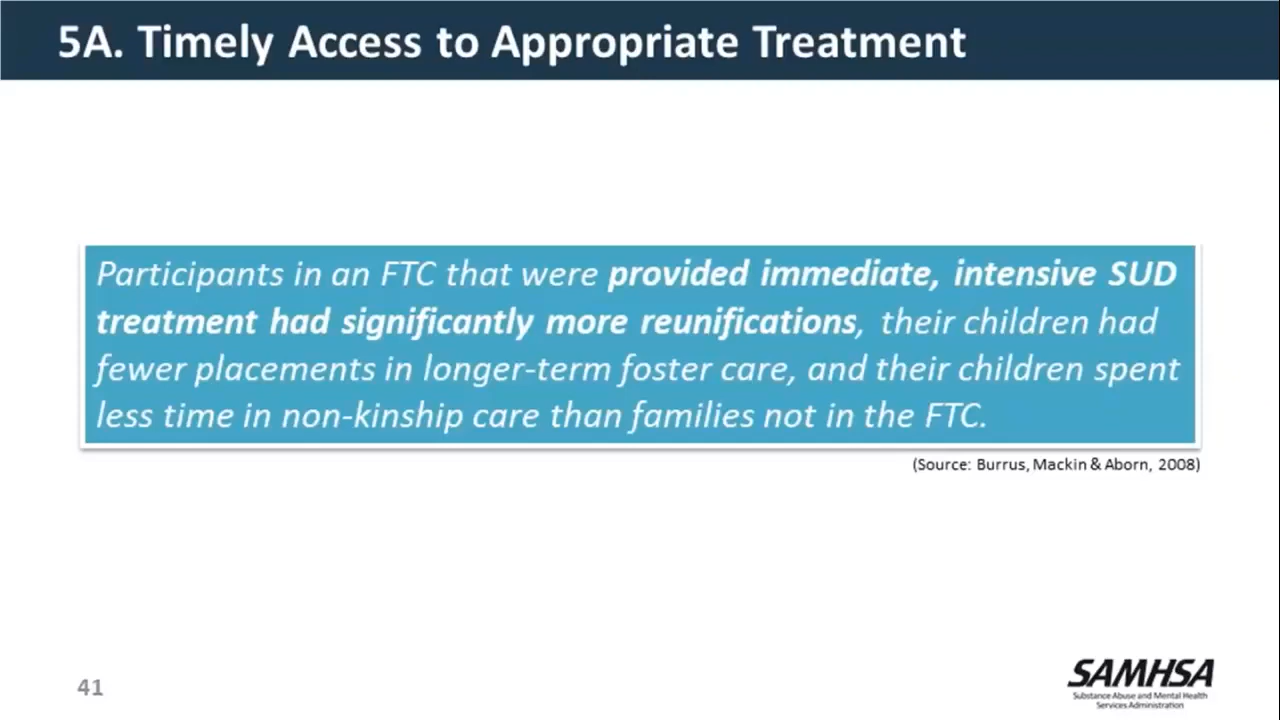 5A. Timely Access to Appropriate Treatment
Participants in an FTC that were provided immediate, intensive SUD
treatment had significantly more reunifications, their children had
fewer placements in longer-term foster care, and their children spent
less time in non-kinship care than families not in the FTC.
(Source: Burrus, Mackin & Aborn, 2008)
41
SAMHSA
Substance Abuse and Mental Health
Services Administration